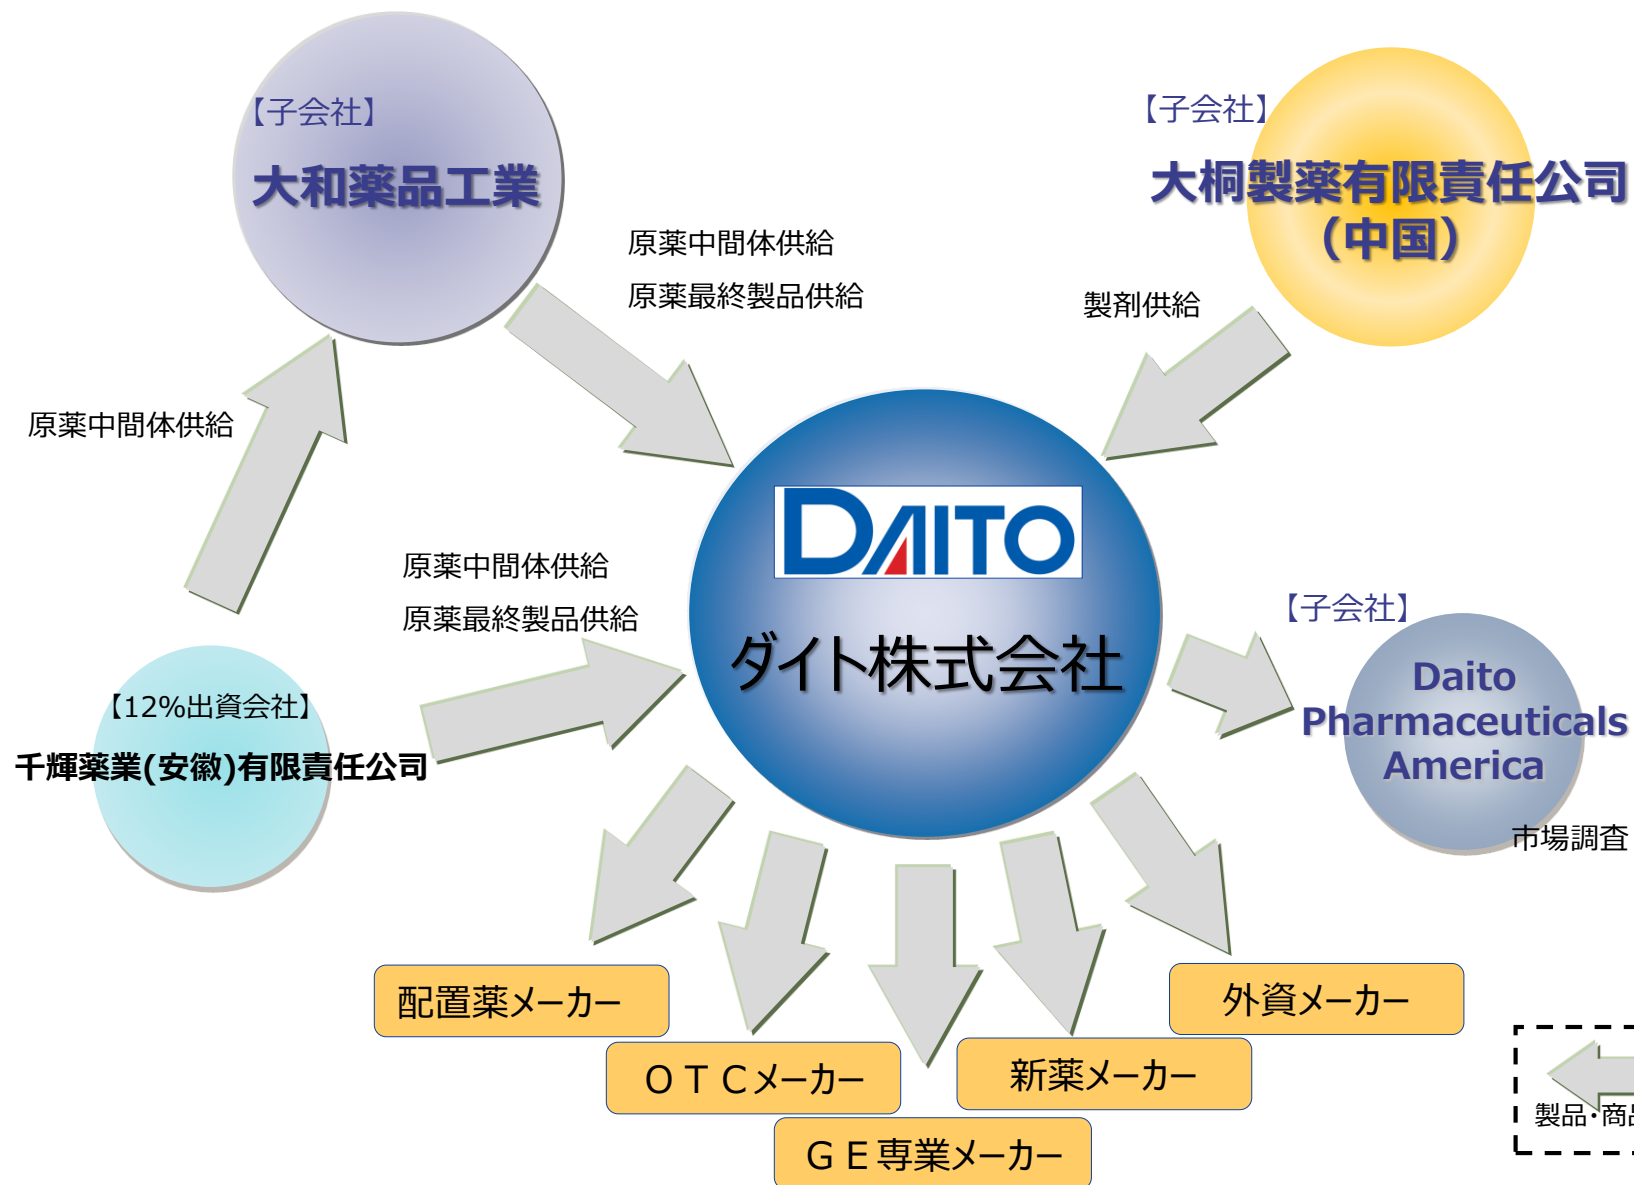 【子会社】
大和薬品工業
【子会社】
大桐製薬有限責任公司
（中国）
原薬中間体供給
原薬最終製品供給
製剤供給
原薬中間体供給
DAITO
ダイト株式会社
原薬中間体供給
原薬最終製品供給
【子会社】
Daito
Pharmaceuticals
America
市場調査
【12%出資会社】
千輝薬業(安徽)有限責任公司
配置薬メーカー
外資メーカー
ＯＴＣメーカー
新薬メーカー
ＧＥ専業メーカー
製品・商品